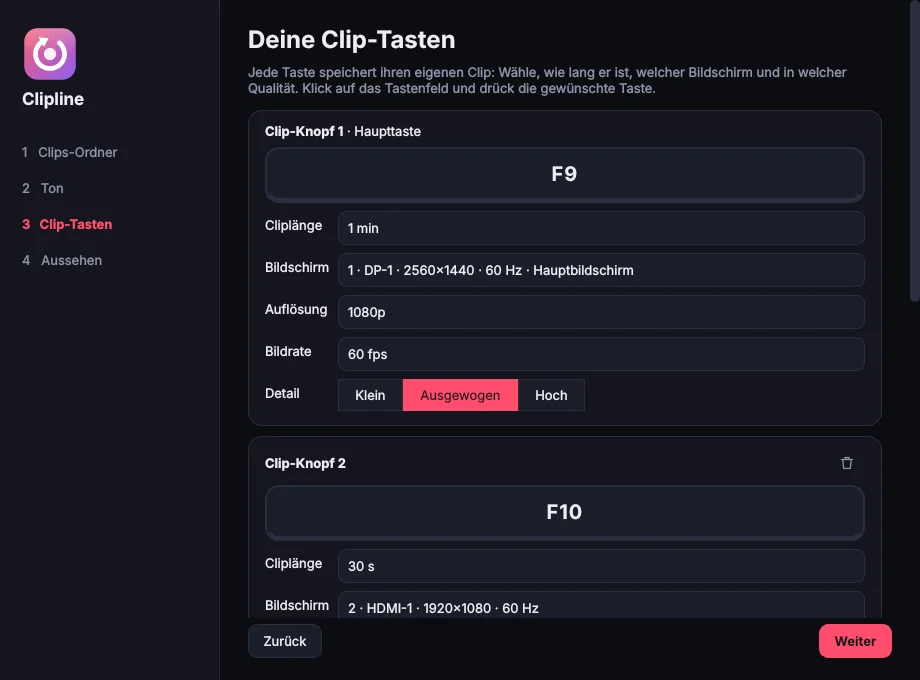 Clipline
1 Clips-Ordner
2 Ton
3 Clip-Tasten
4 Aussehen
Deine Clip-Tasten
Jede Taste speichert ihren eigenen Clip: Wähle, wie lang er ist, welcher Bildschirm und in welcher
Qualität. Klick auf das Tastenfeld und drück die gewünschte Taste.
Clip-Knopf 1 · Haupttaste
F9
Cliplänge 1 min
Bildschirm 1 · DP-1 · 2560×1440 · 60 Hz · Hauptbildschirm
Auflösung 1080p
Bildrate 60 fps
Detail Klein Ausgewogen Hoch
Clip-Knopf 2
F10
Cliplänge 30 s
Bildschirm 2 · HDMI-1 · 1920×1080 · 60 Hz
Zurück Weiter